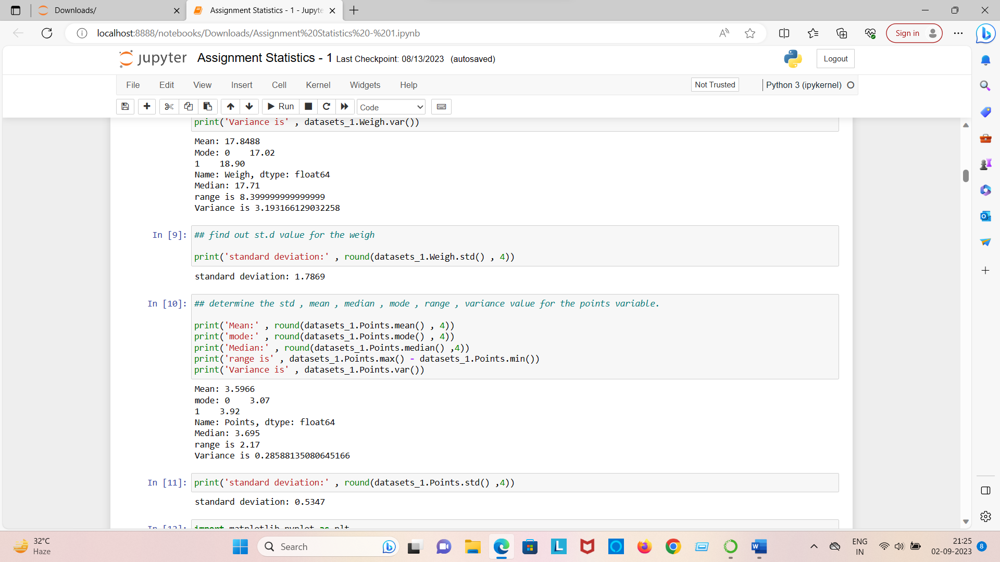 Downloads/
Assignment Statistics - 1 - Jupyte
localhost:8888/notebooks/Downloads/Assignment%20Statistics%20-%201.ipynb
Sign in
jupyter Assignment Statistics - 1 Last Checkpoint: 08/13/2023 (autosaved)
Logout
File Edit View Insert Cell Kernel Widgets Help
Not Trusted
Python 3 (ipykernel)
Run
Code
print('Variance is' , datasets_1.Weigh.var())
Mean: 17.8488
Mode: 0    17.02
1    18.90
Name: Weigh, dtype: float64
Median: 17.71
range is 8.399999999999999
Variance is 3.193166129032258
In [9]:
## find out st.d value for the weigh
print('standard deviation:' , round(datasets_1.Weigh.std() , 4))
standard deviation: 1.7869
In [10]:
## determine the std , mean , median , mode , range , variance value for the points variable.
print('Mean:' , round(datasets_1.Points.mean() , 4))
print('mode:' , round(datasets_1.Points.mode() , 4))
print('Median:' , round(datasets_1.Points.median() ,4))
print('range is' , datasets_1.Points.max() - datasets_1.Points.min())
print('Variance is' , datasets_1.Points.var())
Mean: 3.5966
mode: 0    3.07
1    3.92
Name: Points, dtype: float64
Median: 3.695
range is 2.17
Variance is 0.28588135080645166
In [11]:
print('standard deviation:' , round(datasets_1.Points.std() ,4))
standard deviation: 0.5347
In [12]:
import matplotlib.pyplot as plt
32°C
Haze
Search
ENG
IN
21:25
02-09-2023
8